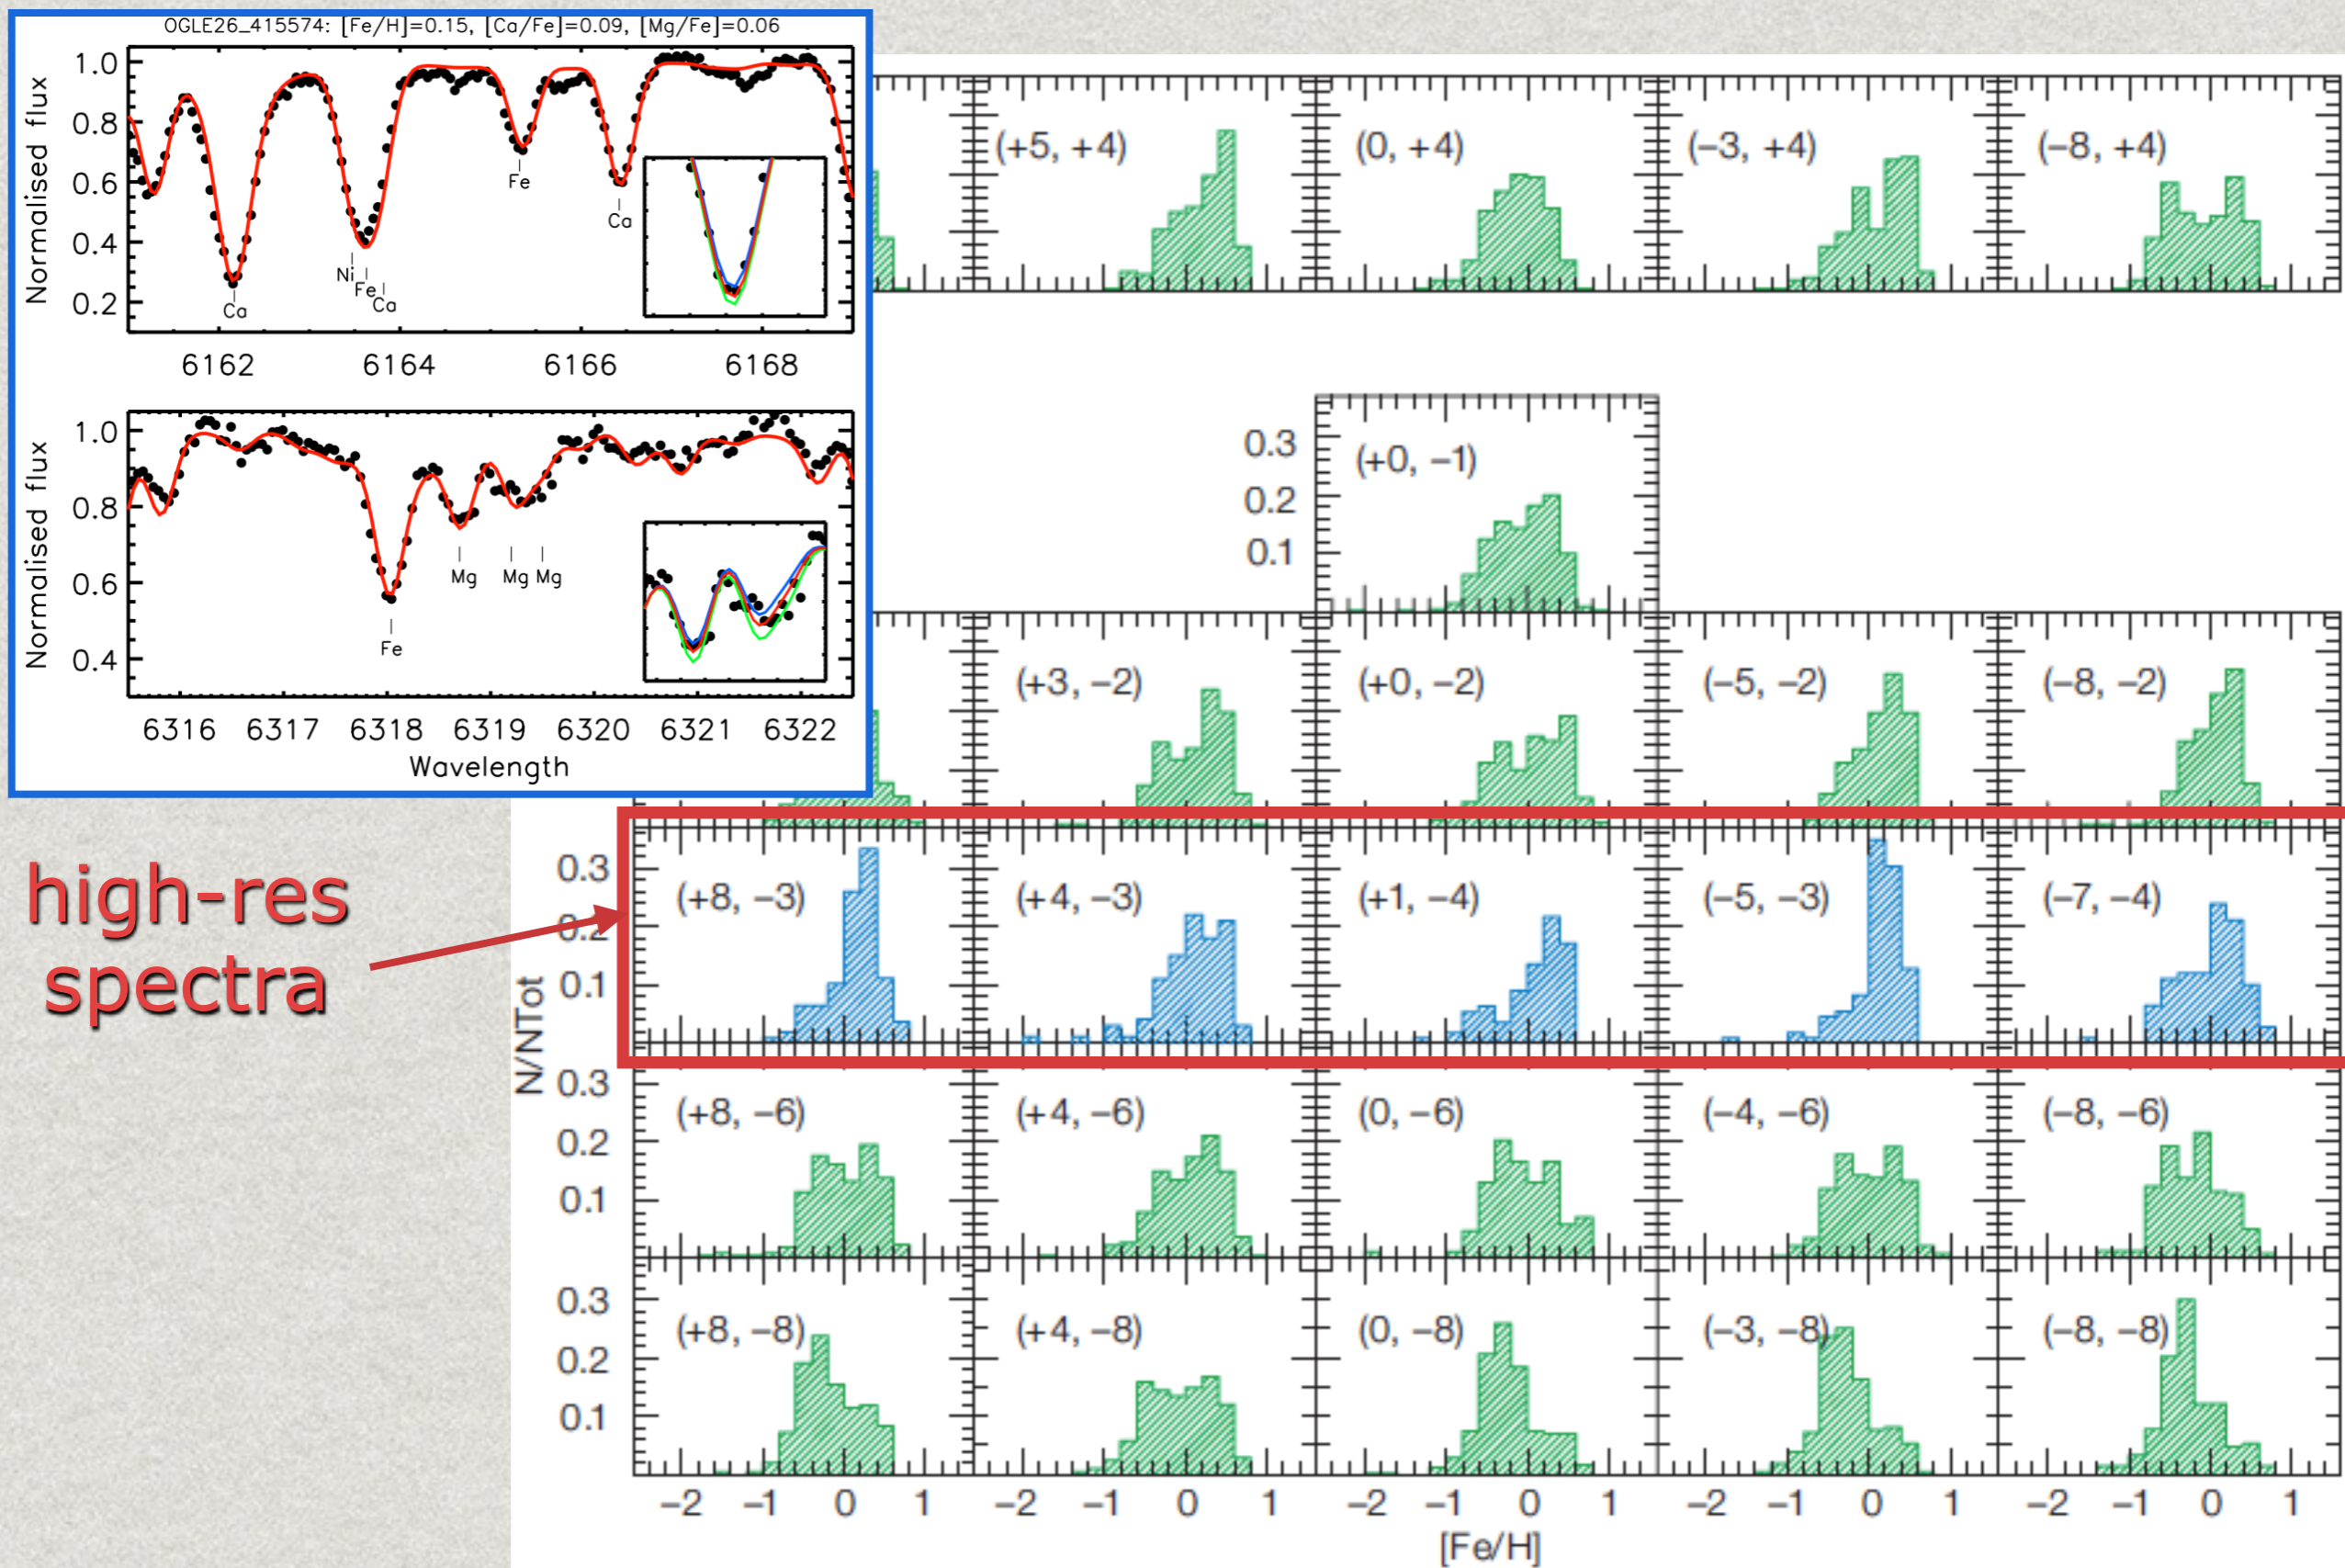 OGLE26_415574: [Fe/H]=0.15, [Ca/Fe]=0.09, [Mg/Fe]=0.06
Normalised flux
1.0
0.8
0.6
0.4
0.2
Ca
Ni
Fe
Ca
Fe
Ca
6162 6164 6166 6168
Normalised flux
1.0
0.8
0.6
0.4
Fe
Mg
Mg Mg
6316 6317 6318 6319 6320 6321 6322
Wavelength
(+5, +4) (0, +4) (−3, +4) (−8, +4)
0.3
0.2
0.1
(+0, −1)
(+3, −2) (+0, −2) (−5, −2) (−8, −2)
high-res
spectra
N/NTot
0.3
0.2
0.1
(+8, −3) (+4, −3) (+1, −4) (−5, −3) (−7, −4)
0.3
0.2
0.1
(+8, −6) (+4, −6) (0, −6) (−4, −6) (−8, −6)
0.3
0.2
0.1
(+8, −8) (+4, −8) (0, −8) (−3, −8) (−8, −8)
−2 −1 0 1 −2 −1 0 1 −2 −1 0 1 −2 −1 0 1 −2 −1 0 1
[Fe/H]